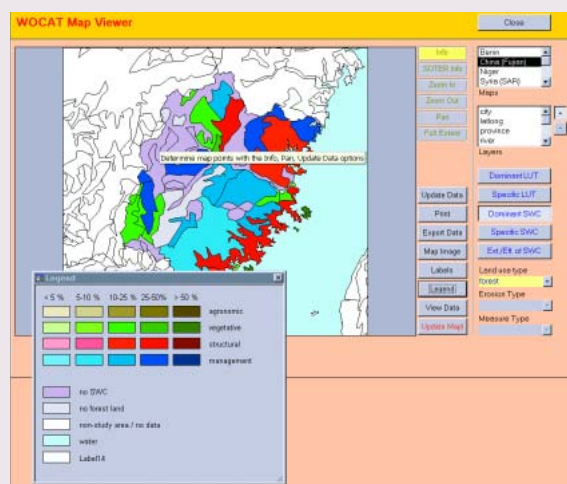 WOCAT Map Viewer
Close
Info
SOTER Info
Zoom In
Zoom Out
Pan
Full Extent
Benin
China (Fujian)
Niger
Syria (SAR)
Maps
city
latlong
province
river
Layers
Determine map points with the Info, Pan, Update Data options
Dominant LUT
Specific LUT
Dominant SWC
Specific SWC
Ext/Eff. of SWC
Update Data
Print
Export Data
Map Image
Labels
Legend
View Data
Update Map!
Land use type
forest
Erosion Type
Measure Type
Legend
< 5 % 5-10 % 10-25 % 25-50% > 50 %
agronomic
vegetative
structural
management
no SWC
no forest land
non-study area / no data
water
Label14